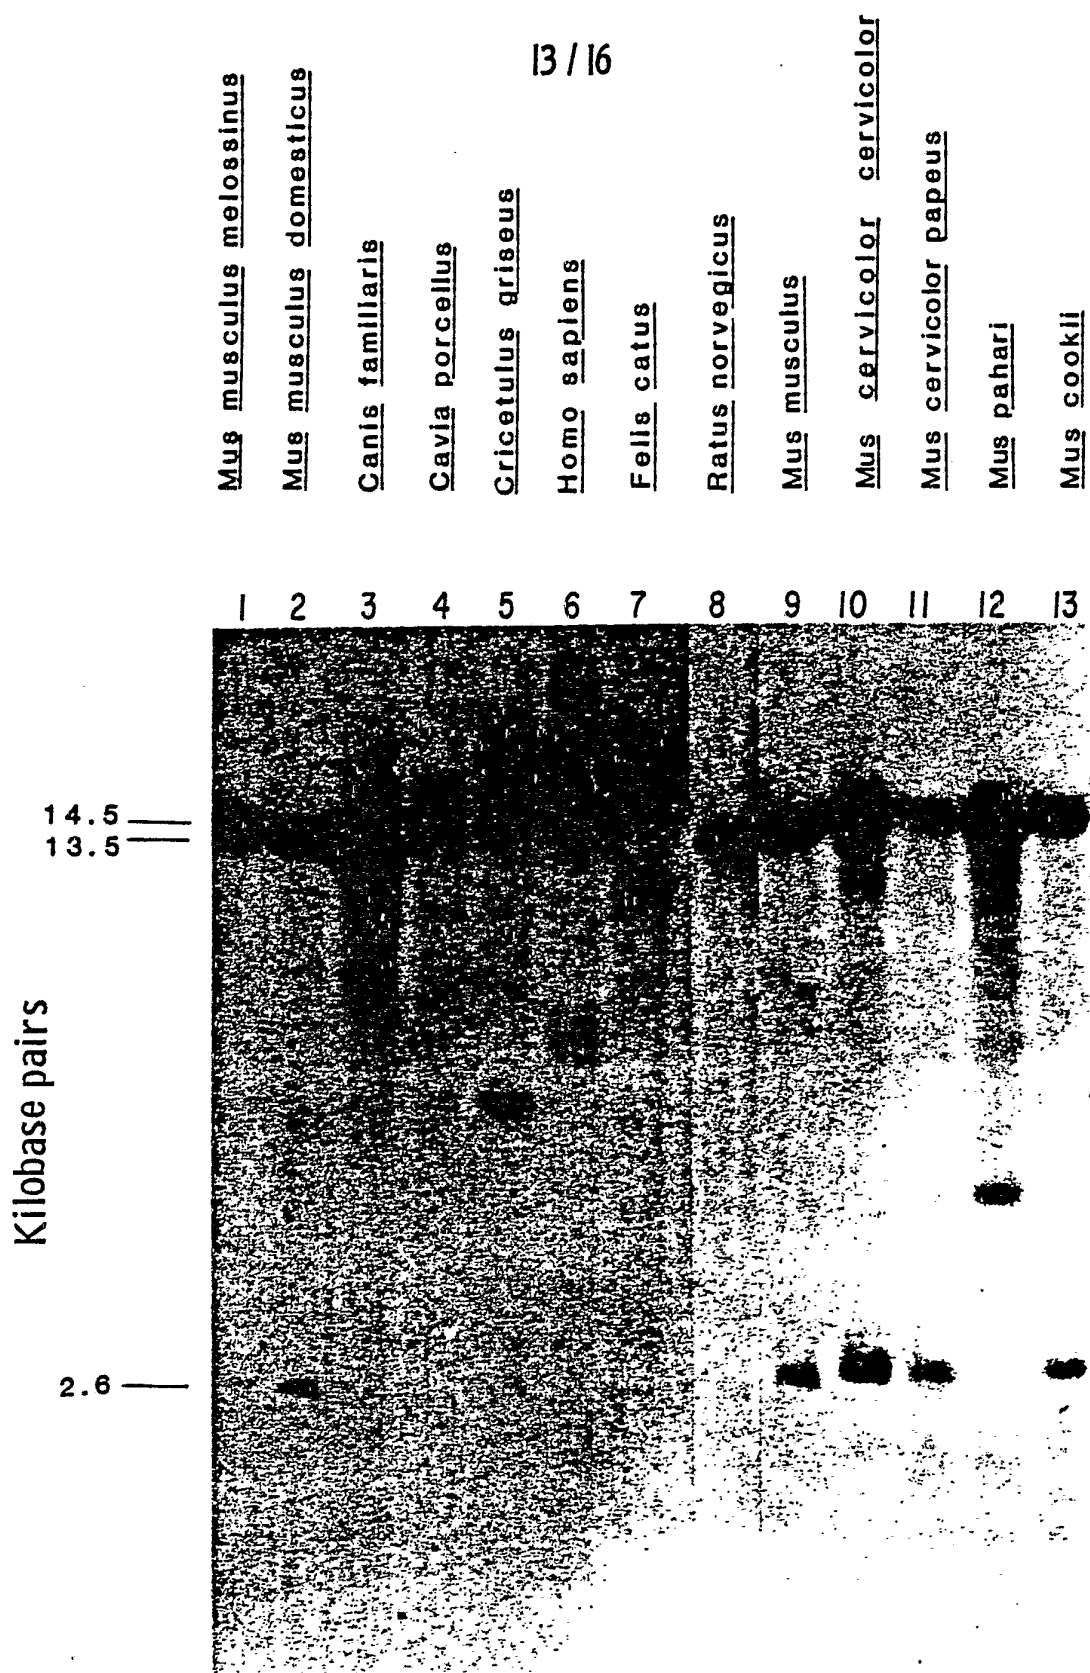 13 / 16
Mus musculus melossinus
Mus musculus domesticus
Canis familiaris
Cavia porcellus
Cricetulus griseus
Homo sapiens
Felis catus
Ratus norvegicus
Mus musculus
Mus cervicolor cervicolor
Mus cervicolor papeus
Mus pahari
Mus cookii
1 2 3 4 5 6 7 8 9 10 11 12 13
14.5
13.5
Kilobase pairs
2.6